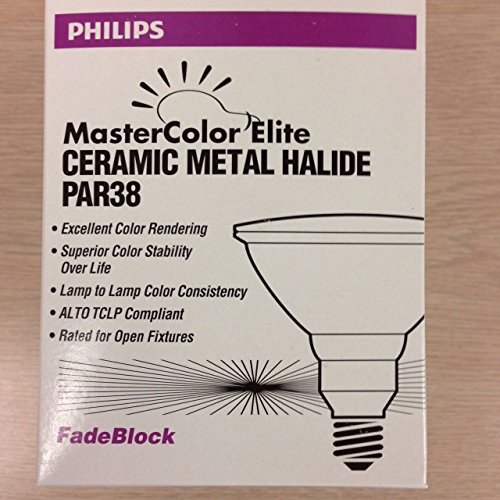 PHILIPS
MasterColor Elite
CERAMIC METAL HALIDE
PAR38
• Excellent Color Rendering
• Superior Color Stability
Over Life
• Lamp to Lamp Color Consistency
• ALTO TCLP Compliant
• Rated for Open Fixtures
FadeBlock